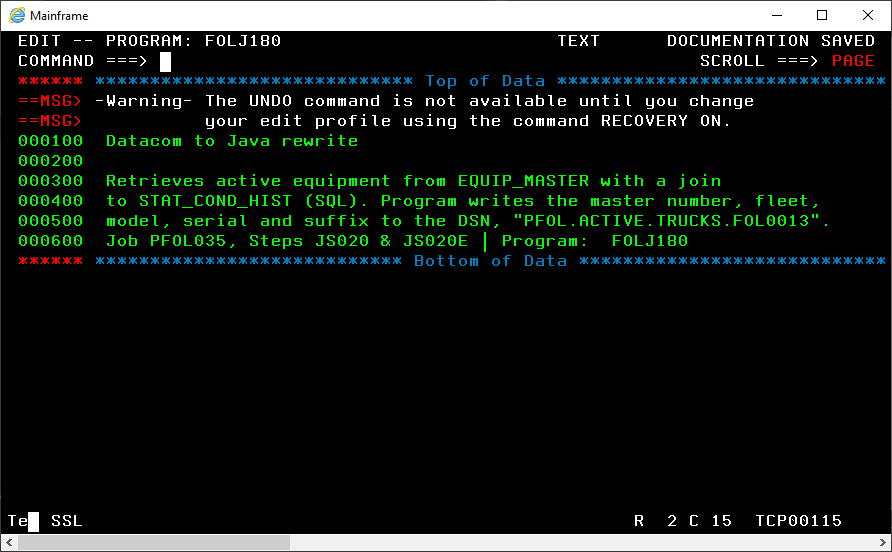 Mainframe
EDIT -- PROGRAM: FOLJ180 TEXT DOCUMENTATION SAVED
COMMAND ===> SCROLL ===> PAGE
****** ***************************** Top of Data ******************************
==MSG> -Warning- The UNDO command is not available until you change
==MSG> your edit profile using the command RECOVERY ON.
000100 Datacom to Java rewrite
000200
000300 Retrieves active equipment from EQUIP_MASTER with a join
000400 to STAT_COND_HIST (SQL). Program writes the master number, fleet,
000500 model, serial and suffix to the DSN, "PFOL.ACTIVE.TRUCKS.FOL0013".
000600 Job PFOL035, Steps JS020 & JS020E | Program: FOLJ180
****** **************************** Bottom of Data ****************************
Te SSL R 2 C 15 TCP00115